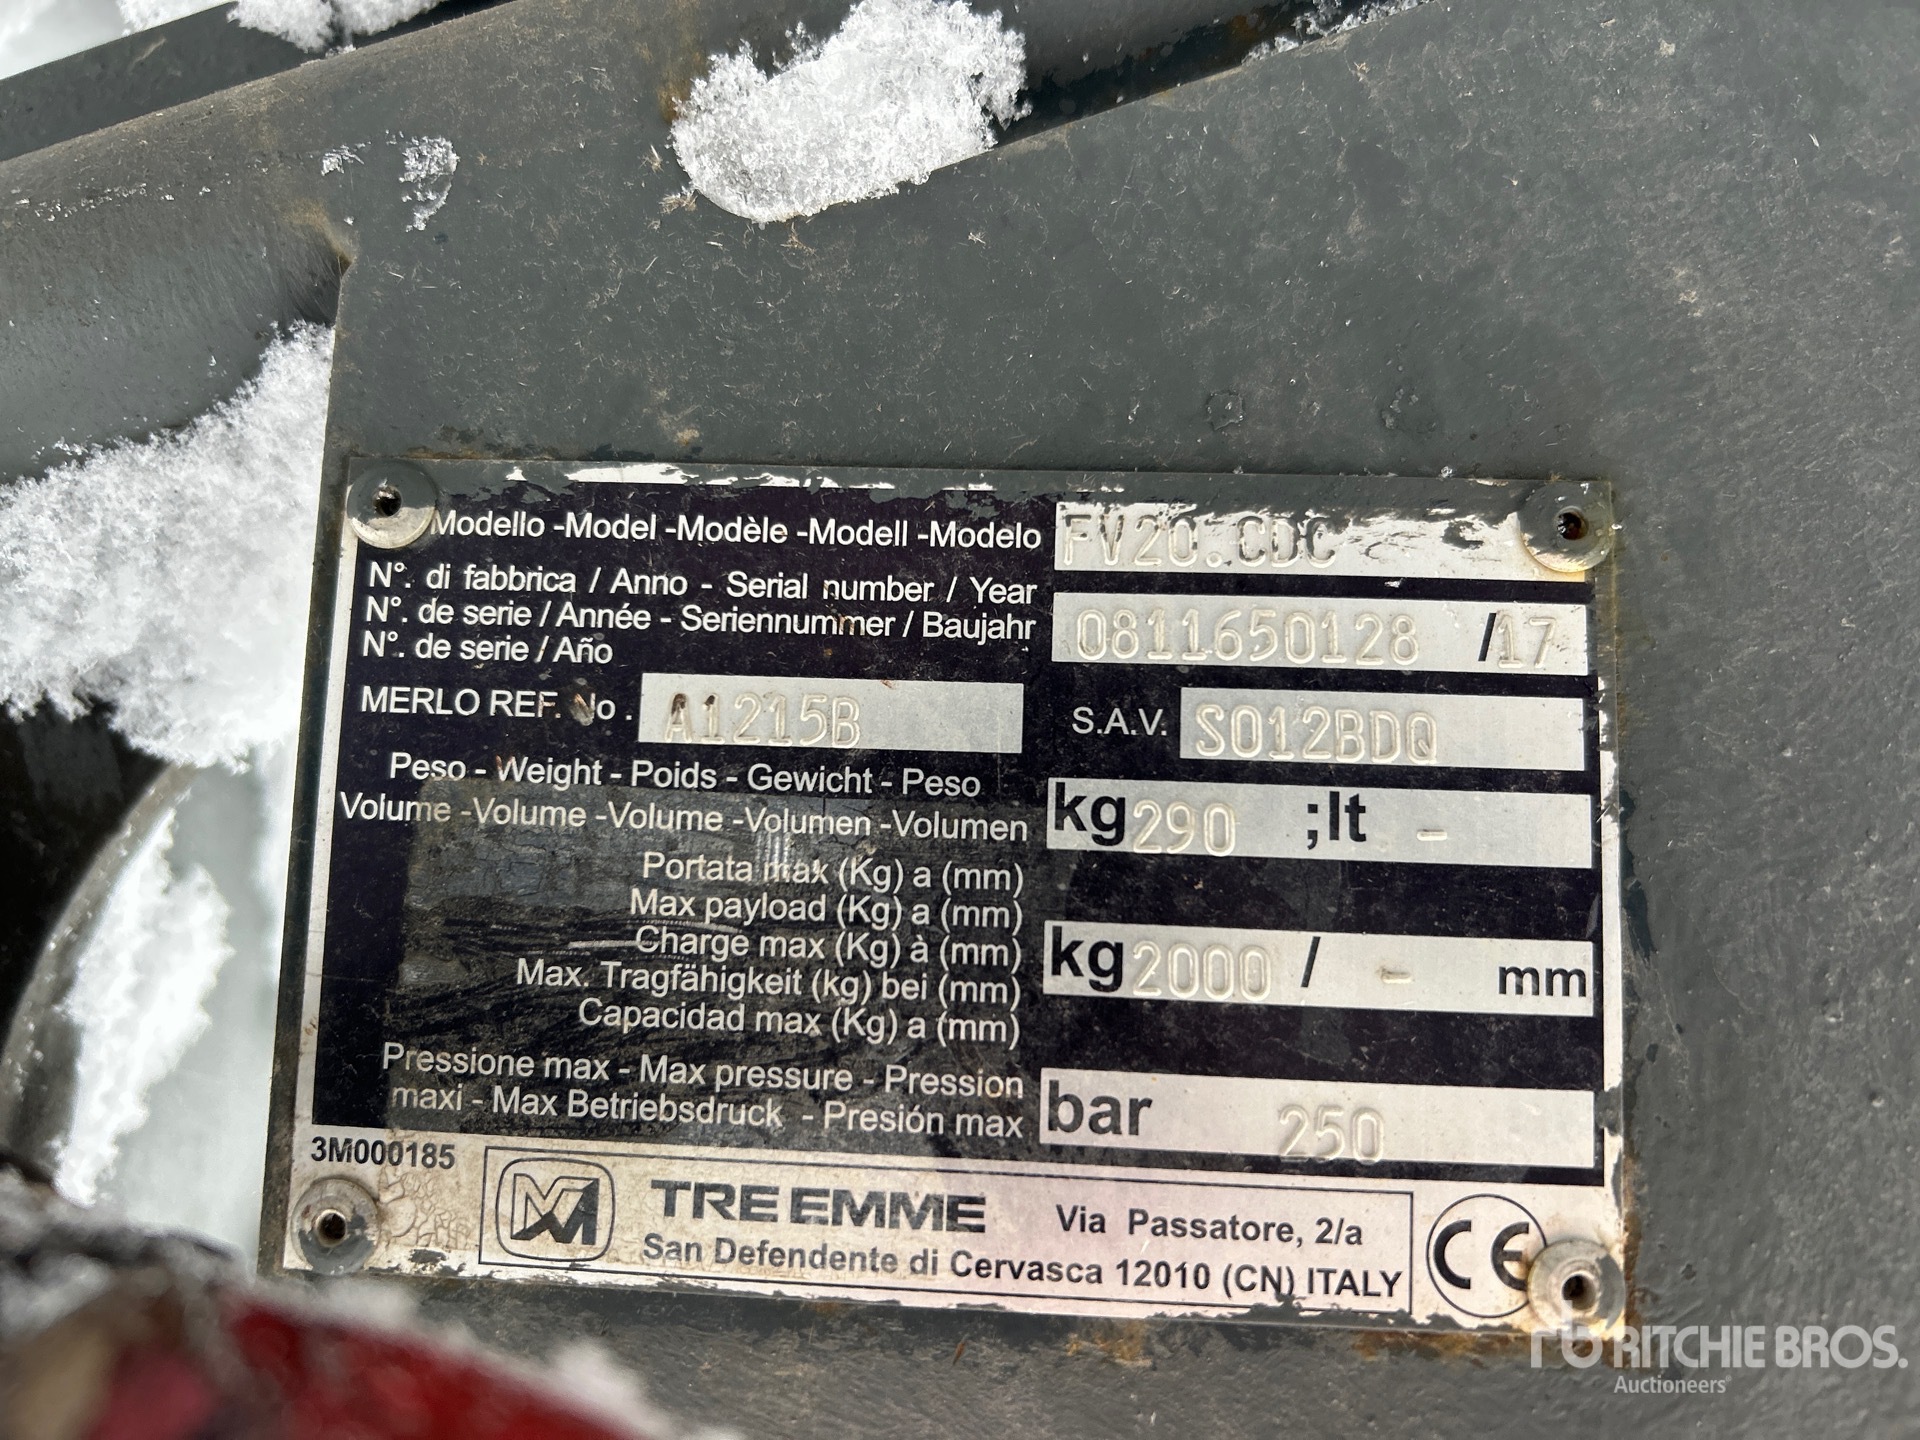 Modello -Model -Modèle -Modell -Modelo FV20.CDC
N°. di fabbrica / Anno - Serial number / Year
N°. de serie / Année - Seriennummer / Baujahr 0811650128 /17
N°. de serie / Año
MERLO REF. No . A1215B S.A.V. S012BDQ
Peso - Weight - Poids - Gewicht - Peso
Volume -Volume -Volume -Volumen -Volumen kg 290 ;lt -
Portata max (Kg) a (mm)
Max payload (Kg) a (mm)
Charge max (Kg) à (mm) kg 2000 / - mm
Max. Tragfähigkeit (kg) bei (mm)
Capacidad max (Kg) a (mm)
Pressione max - Max pressure - Pression
maxi - Max Betriebsdruck - Presión max bar 250
3M000185
TRE EMME Via Passatore, 2/a
San Defendente di Cervasca 12010 (CN) ITALY
CE
rb RITCHIE BROS.
Auctioneers